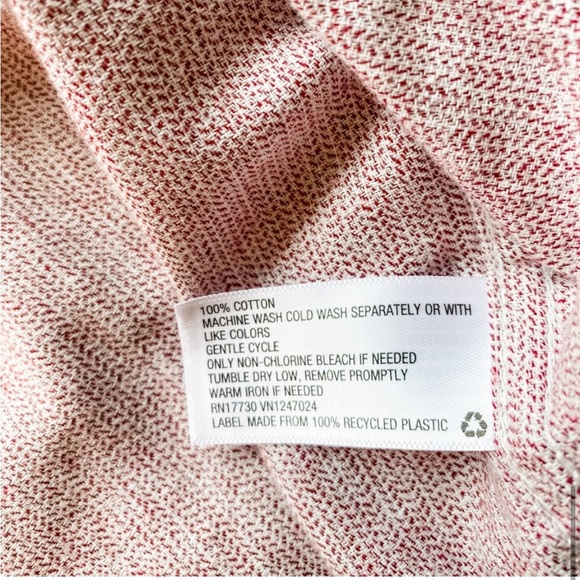 100% COTTON
MACHINE WASH COLD WASH SEPARATELY OR WITH
LIKE COLORS
GENTLE CYCLE
ONLY NON-CHLORINE BLEACH IF NEEDED
TUMBLE DRY LOW, REMOVE PROMPTLY
WARM IRON IF NEEDED
RN17730 VN1247024
LABEL MADE FROM 100% RECYCLED PLASTIC